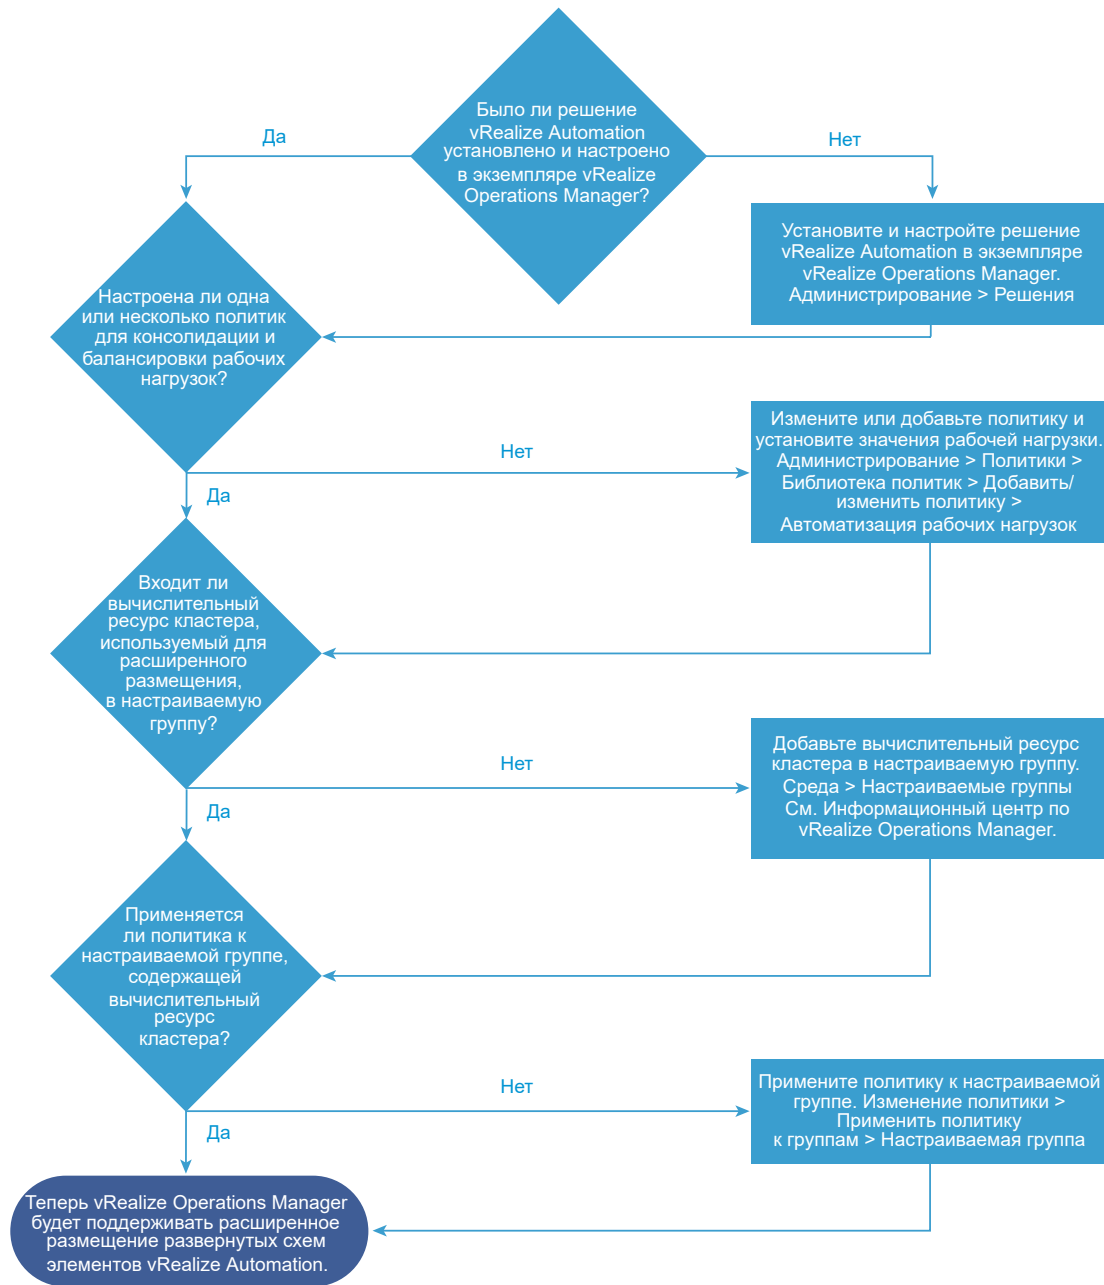 Было ли решение
vRealize Automation
установлено и настроено
в экземпляре vRealize
Operations Manager?
Да
Нет
Установите и настройте решение
vRealize Automation в экземпляре
vRealize Operations Manager.
Администрирование > Решения
Настроена ли одна
или несколько политик
для консолидации и
балансировки рабочих
нагрузок?
Нет
Да
Измените или добавьте политику и
установите значения рабочей нагрузки.
Администрирование > Политики >
Библиотека политик > Добавить/
изменить политику >
Автоматизация рабочих нагрузок
Входит ли
вычислительный
ресурс кластера,
используемый для
расширенного
размещения,
в настраиваемую
группу?
Нет
Да
Добавьте вычислительный ресурс
кластера в настраиваемую группу.
Среда > Настраиваемые группы
См. Информационный центр по
vRealize Operations Manager.
Применяется
ли политика к
настраиваемой группе,
содержащей
вычислительный
ресурс
кластера?
Нет
Да
Примените политику к настраиваемой
группе. Изменение политики >
Применить политику
к группам > Настраиваемая группа
Теперь vRealize Operations Manager
будет поддерживать расширенное
размещение развернутых схем
элементов vRealize Automation.